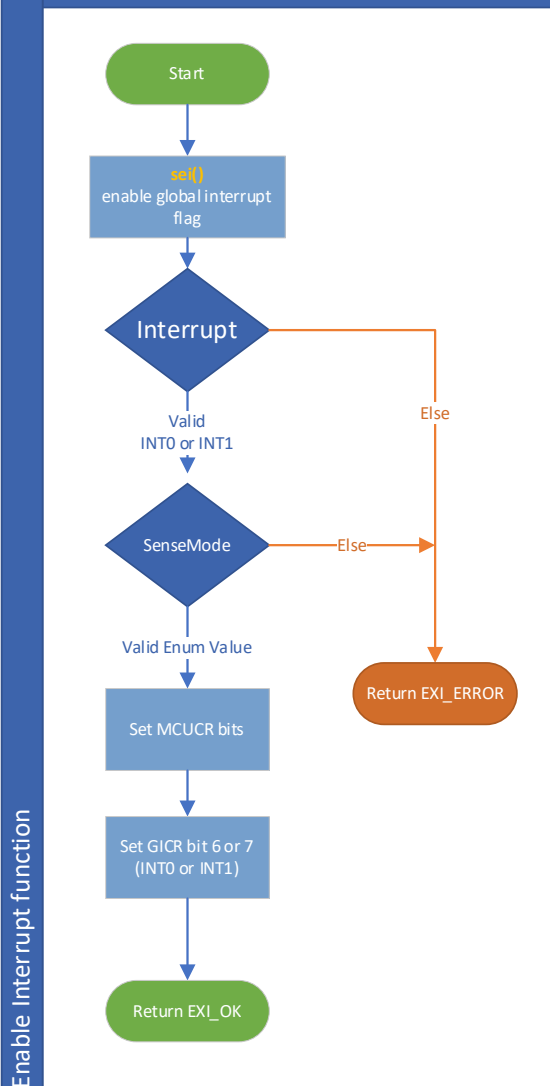 Start
sei()
enable global interrupt
flag
Interrupt
Valid
INT0 or INT1
Else
SenseMode
Else
Valid Enum Value
Return EXI_ERROR
Set MCUCR bits
Set GICR bit 6 or 7
(INT0 or INT1)
Return EXI_OK
Enable Interrupt function